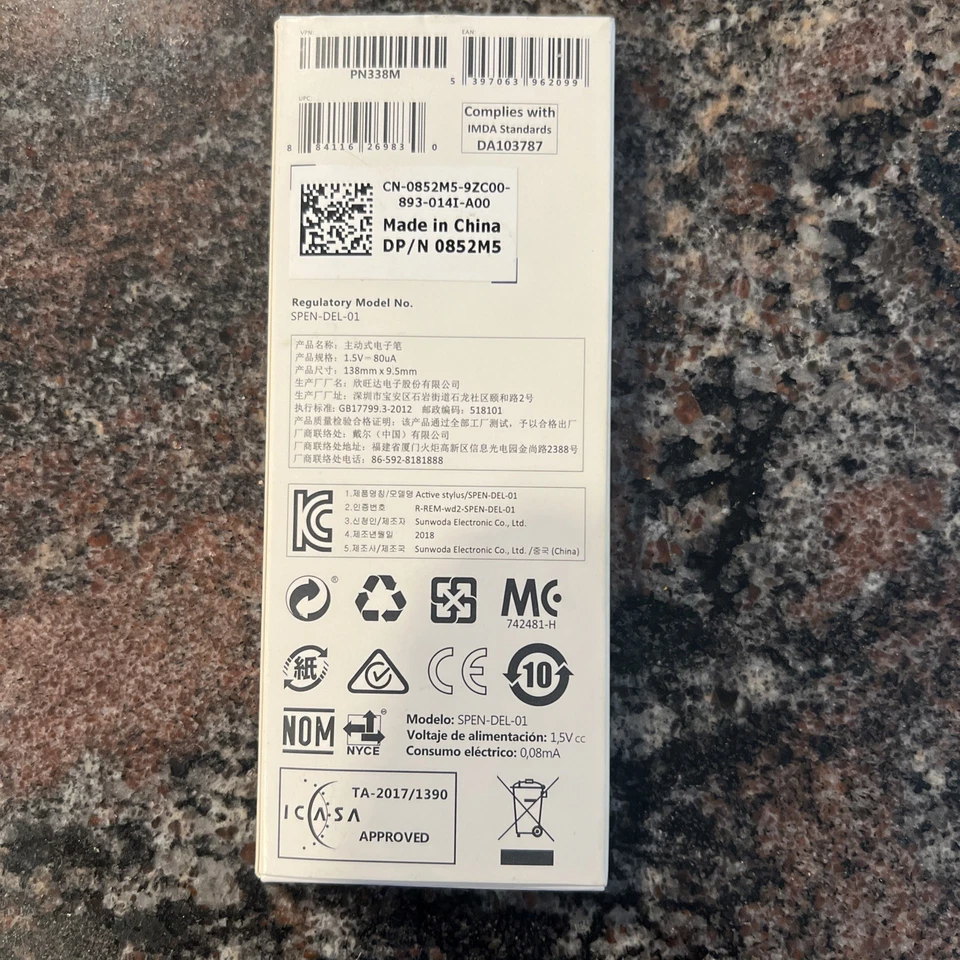 VPN:
PN338M
EAN:
5 397063 962099
UPC:
8 84116 26983 0
Complies with
IMDA Standards
DA103787
CN-0852M5-9ZC00-
893-014I-A00
Made in China
DP/N 0852M5
Regulatory Model No.
SPEN-DEL-01
产品名称: 主动式电子笔
产品规格: 1.5V⎓80uA
产品尺寸: 138mm x 9.5mm
生产厂厂名: 欣旺达电子股份有限公司
生产厂厂址: 深圳市宝安区石岩街道石龙社区颐和路2号
执行标准: GB17799.3-2012 邮政编码: 518101
产品质量检验合格证明: 该产品通过全部工厂测试, 予以合格出厂
厂商联络处: 戴尔 (中国) 有限公司
厂商联络处地址: 福建省厦门火炬高新区信息光电园金尚路2388号
厂商联络处电话: 86-592-8181888
1.제품명칭/모델명 Active stylus/SPEN-DEL-01
2.인증번호 R-REM-wd2-SPEN-DEL-01
3.신청인/제조자 Sunwoda Electronic Co., Ltd.
4.제조년월일 2018
5.제조사/제조국 Sunwoda Electronic Co., Ltd. /중국 (China)
®
742481-H
紙
CE
10
NOM
NYCE
Modelo: SPEN-DEL-01
Voltaje de alimentación: 1,5V cc
Consumo eléctrico: 0,08mA
TA-2017/1390
ICASA
APPROVED